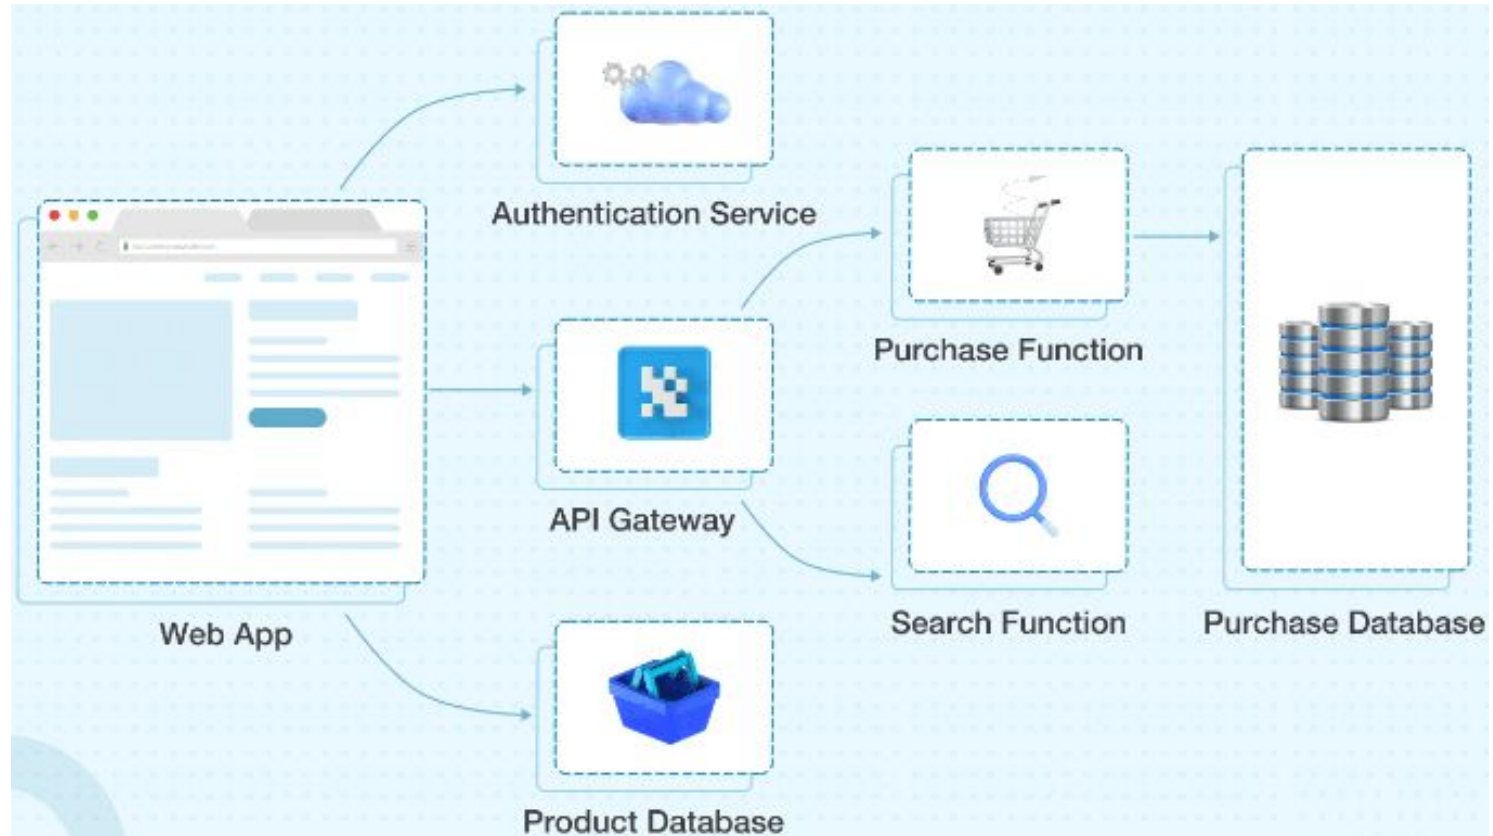 Authentication Service
Purchase Function
API Gateway
Search Function
Purchase Database
Web App
Product Database